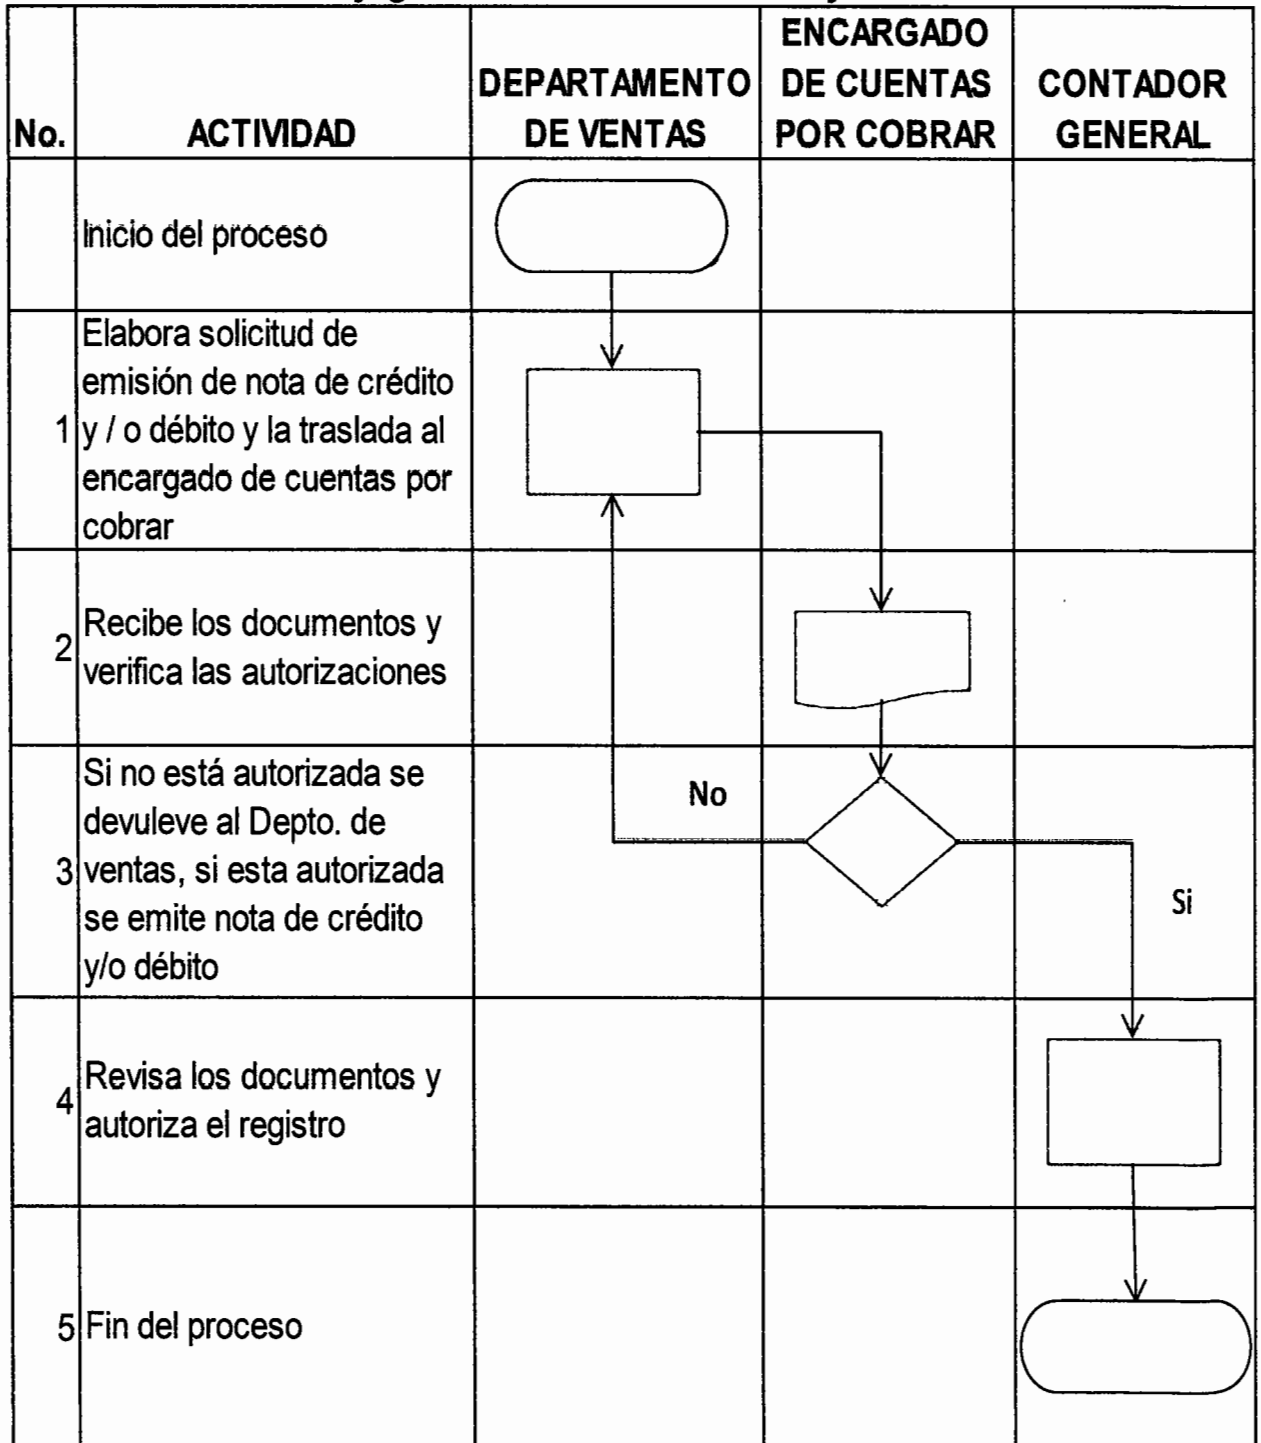 No.
ACTIVIDAD
DEPARTAMENTO
DE VENTAS
ENCARGADO
DE CUENTAS
POR COBRAR
CONTADOR
GENERAL
Inicio del proceso
1
Elabora solicitud de
emisión de nota de crédito
y / o débito y la traslada al
encargado de cuentas por
cobrar
2
Recibe los documentos y
verifica las autorizaciones
3
Si no está autorizada se
devuleve al Depto. de
ventas, si esta autorizada
se emite nota de crédito
y/o débito
No
Si
4
Revisa los documentos y
autoriza el registro
5
Fin del proceso